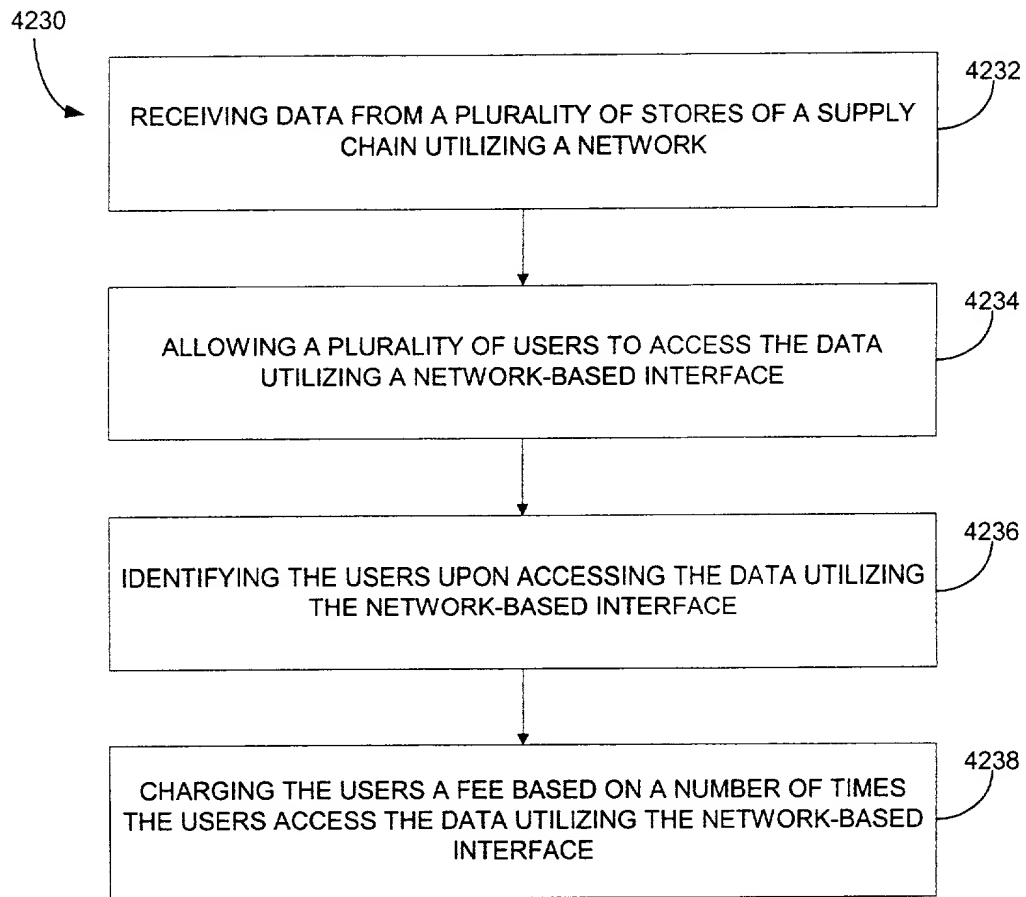 4230
4232
RECEIVING DATA FROM A PLURALITY OF STORES OF A SUPPLY
CHAIN UTILIZING A NETWORK
4234
ALLOWING A PLURALITY OF USERS TO ACCESS THE DATA
UTILIZING A NETWORK-BASED INTERFACE
4236
IDENTIFYING THE USERS UPON ACCESSING THE DATA UTILIZING
THE NETWORK-BASED INTERFACE
4238
CHARGING THE USERS A FEE BASED ON A NUMBER OF TIMES
THE USERS ACCESS THE DATA UTILIZING THE NETWORK-BASED
INTERFACE